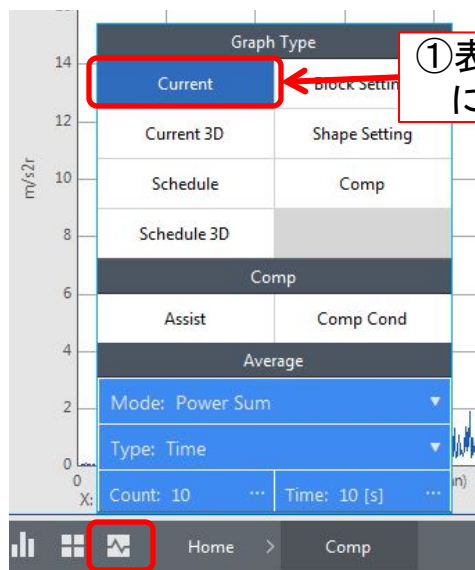 Graph Type
①表
に
Current
Block Settin
Current 3D
Shape Setting
Schedule
Comp
Schedule 3D
Comp
Assist
Comp Cond
Average
Mode: Power Sum ▼
Type: Time ▼
Count: 10 ...
Time: 10 [s] ...
m/s2r
14
12
10
8
6
4
2
0
0
X:
Home > Comp